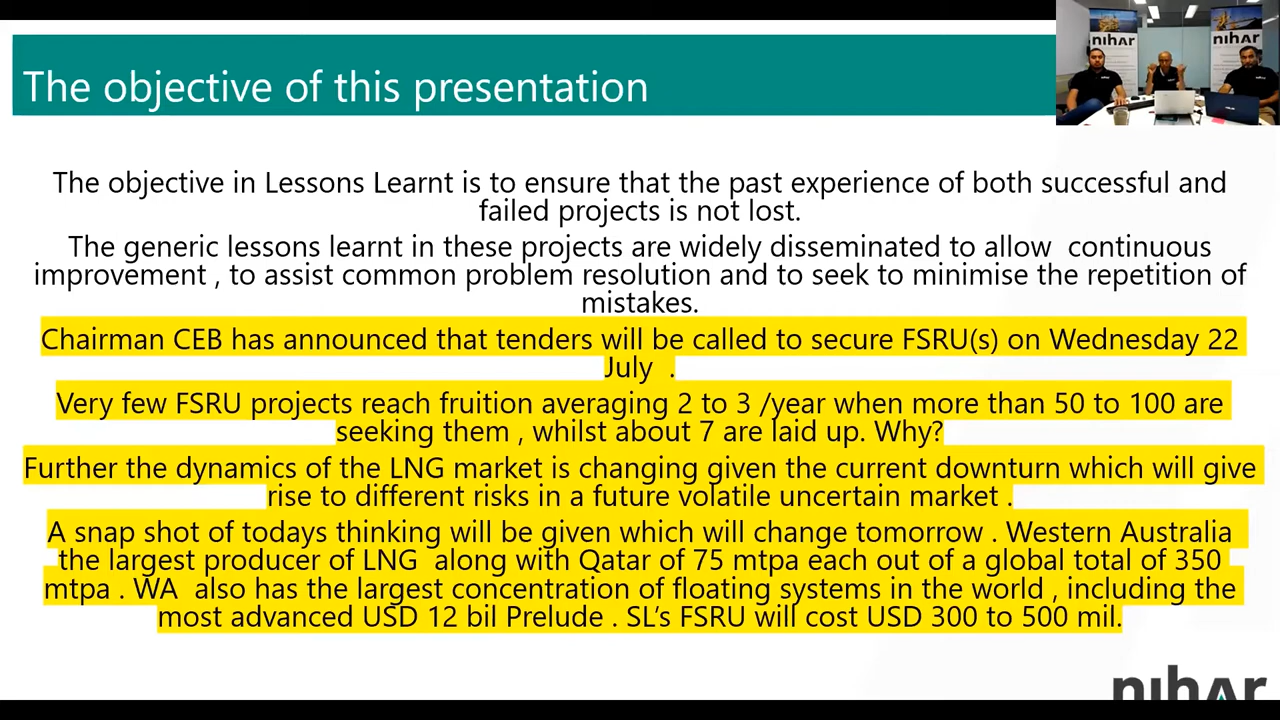 The objective of this presentation
nihar
nihar
The objective in Lessons Learnt is to ensure that the past experience of both successful and
failed projects is not lost.
The generic lessons learnt in these projects are widely disseminated to allow  continuous
improvement , to assist common problem resolution and to seek to minimise the repetition of
mistakes.
Chairman CEB has announced that tenders will be called to secure FSRU(s) on Wednesday 22
July  .
Very few FSRU projects reach fruition averaging 2 to 3 /year when more than 50 to 100 are
seeking them , whilst about 7 are laid up. Why?
Further the dynamics of the LNG market is changing given the current downturn which will give
rise to different risks in a future volatile uncertain market .
A snap shot of todays thinking will be given which will change tomorrow . Western Australia
the largest producer of LNG  along with Qatar of 75 mtpa each out of a global total of 350
mtpa . WA  also has the largest concentration of floating systems in the world , including the
most advanced USD 12 bil Prelude . SL’s FSRU will cost USD 300 to 500 mil.
nihar